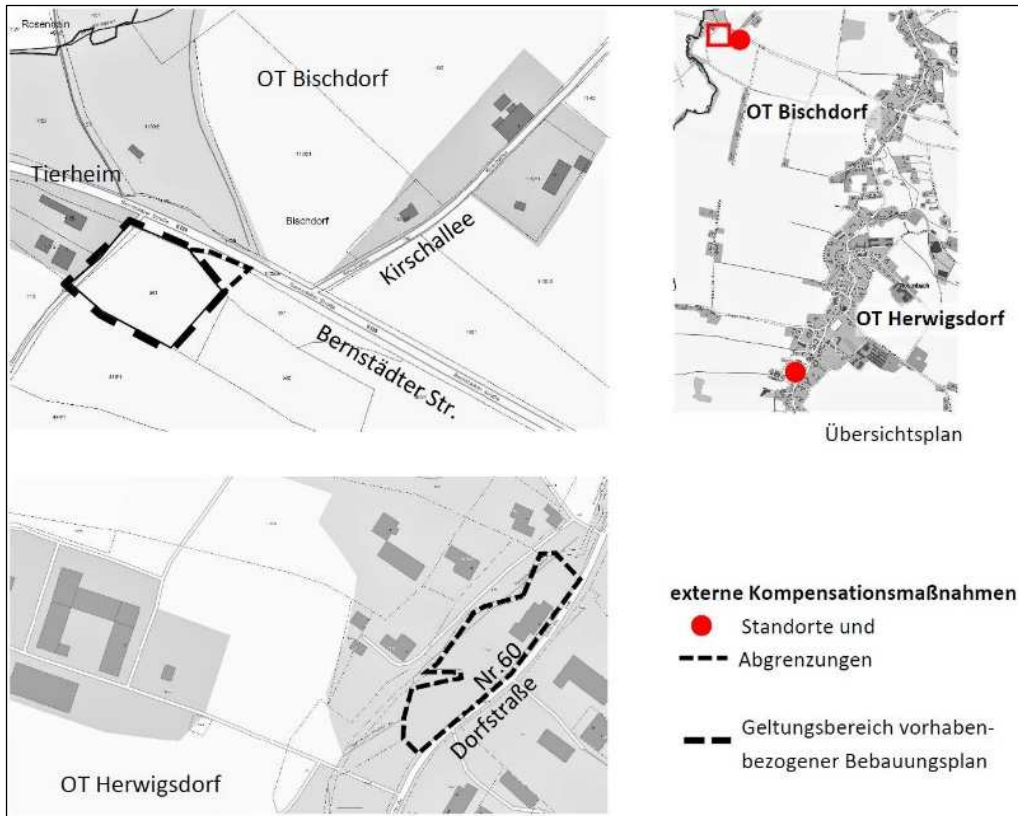 Rosenhain
OT Bischdorf
Tierheim
Bischdorf
Kirschallee
Bernstädter Str.
OT Bischdorf
OT Herwigsdorf
Übersichtsplan
Nr.60
Dorfstraße
OT Herwigsdorf
externe Kompensationsmaßnahmen
Standorte und
Abgrenzungen
Geltungsbereich vorhaben-
bezogener Bebauungsplan